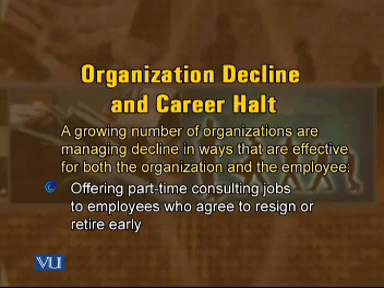 Organization Decline
and Career Halt
A growing number of organizations are
managing decline in ways that are effective
for both the organization and the employee:
Offering part-time consulting jobs
to employees who agree to resign or
retire early
VU